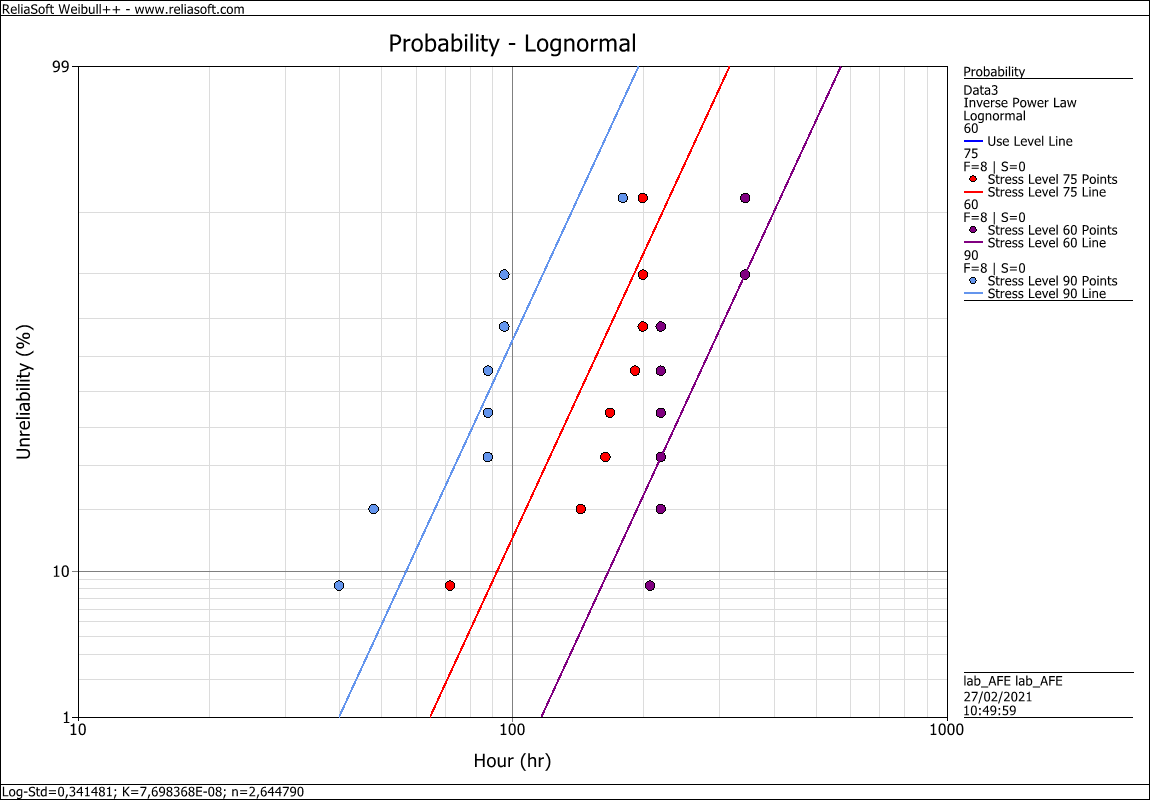 ReliaSoft Weibull++ - www.reliasoft.com
Probability - Lognormal
99
10
1
10
100
1000
Unreliability (%)
Hour (hr)
Probability
Data3
Inverse Power Law
Lognormal
60
Use Level Line
75
F=8 | S=0
Stress Level 75 Points
Stress Level 75 Line
60
F=8 | S=0
Stress Level 60 Points
Stress Level 60 Line
90
F=8 | S=0
Stress Level 90 Points
Stress Level 90 Line
lab_AFE lab_AFE
27/02/2021
10:49:59
Log-Std=0,341481; K=7,698368E-08; n=2,644790